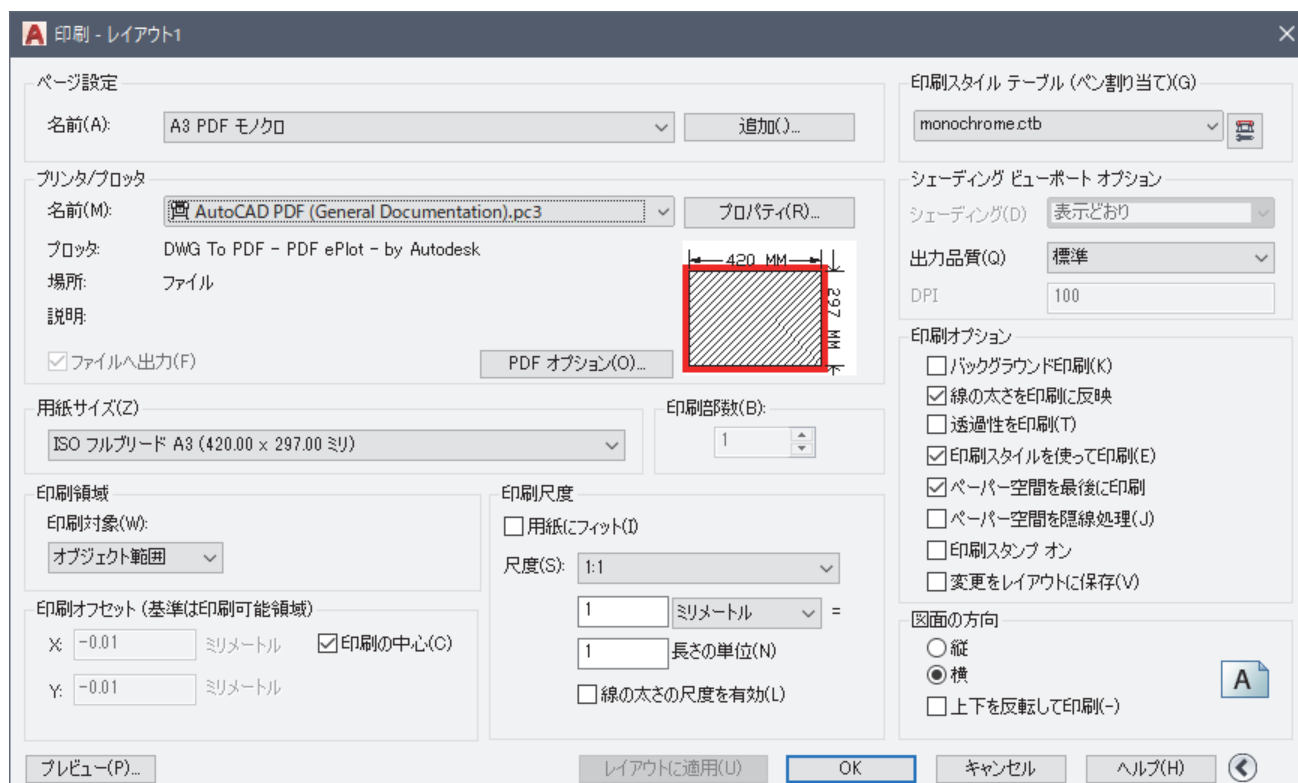 印刷 - レイアウト1
ページ設定
名前(A):
A3 PDF モノクロ
追加(.)...
プリンタ/プロッタ
名前(M):
AutoCAD PDF (General Documentation).pc3
プロパティ(R)...
プロッタ:
DWG To PDF - PDF ePlot - by Autodesk
場所:
ファイル
説明:
ファイルへ出力(F)
PDF オプション(O)...
420 MM
297 MM
用紙サイズ(Z)
ISO フルブリード A3 (420.00 x 297.00 ミリ)
印刷部数(B):
1
印刷領域
印刷対象(W):
オブジェクト範囲
印刷オフセット (基準は印刷可能領域)
X: -0.01 ミリメートル
印刷の中心(C)
Y: -0.01 ミリメートル
印刷尺度
用紙にフィット(I)
尺度(S): 1:1
1 ミリメートル =
1 長さの単位(N)
線の太さの尺度を有効(L)
印刷スタイル テーブル (ペン割り当て)(G)
monochrome.ctb
シェーディング ビューポート オプション
シェーディング(D) 表示どおり
出力品質(Q) 標準
DPI 100
印刷オプション
バックグラウンド印刷(K)
線の太さを印刷に反映
透過性を印刷(T)
印刷スタイルを使って印刷(E)
ペーパー空間を最後に印刷
ペーパー空間を隠線処理(J)
印刷スタンプ オン
変更をレイアウトに保存(V)
図面の方向
縦
横
上下を反転して印刷(-)
A
プレビュー(P)...
レイアウトに適用(U)
OK
キャンセル
ヘルプ(H)